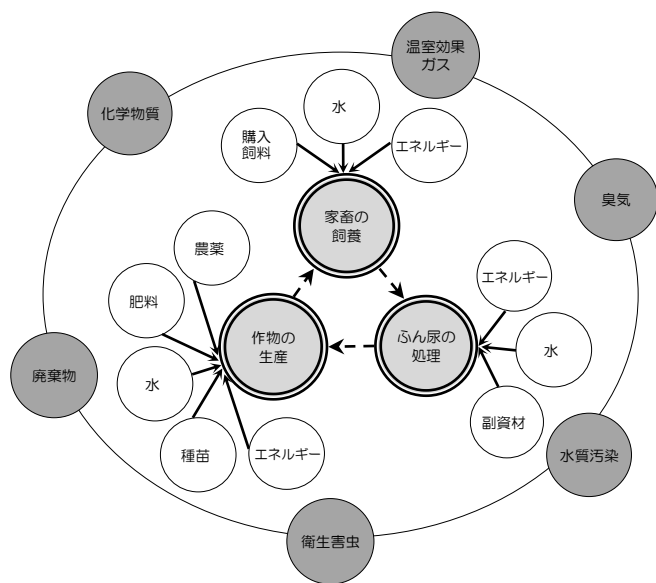 温室効果
ガス
化学物質
水
購入
飼料
エネルギー
臭気
家畜の
飼養
農薬
エネルギー
肥料
作物の
生産
ふん尿の
処理
水
廃棄物
水
副資材
種苗
エネルギー
水質汚染
衛生害虫